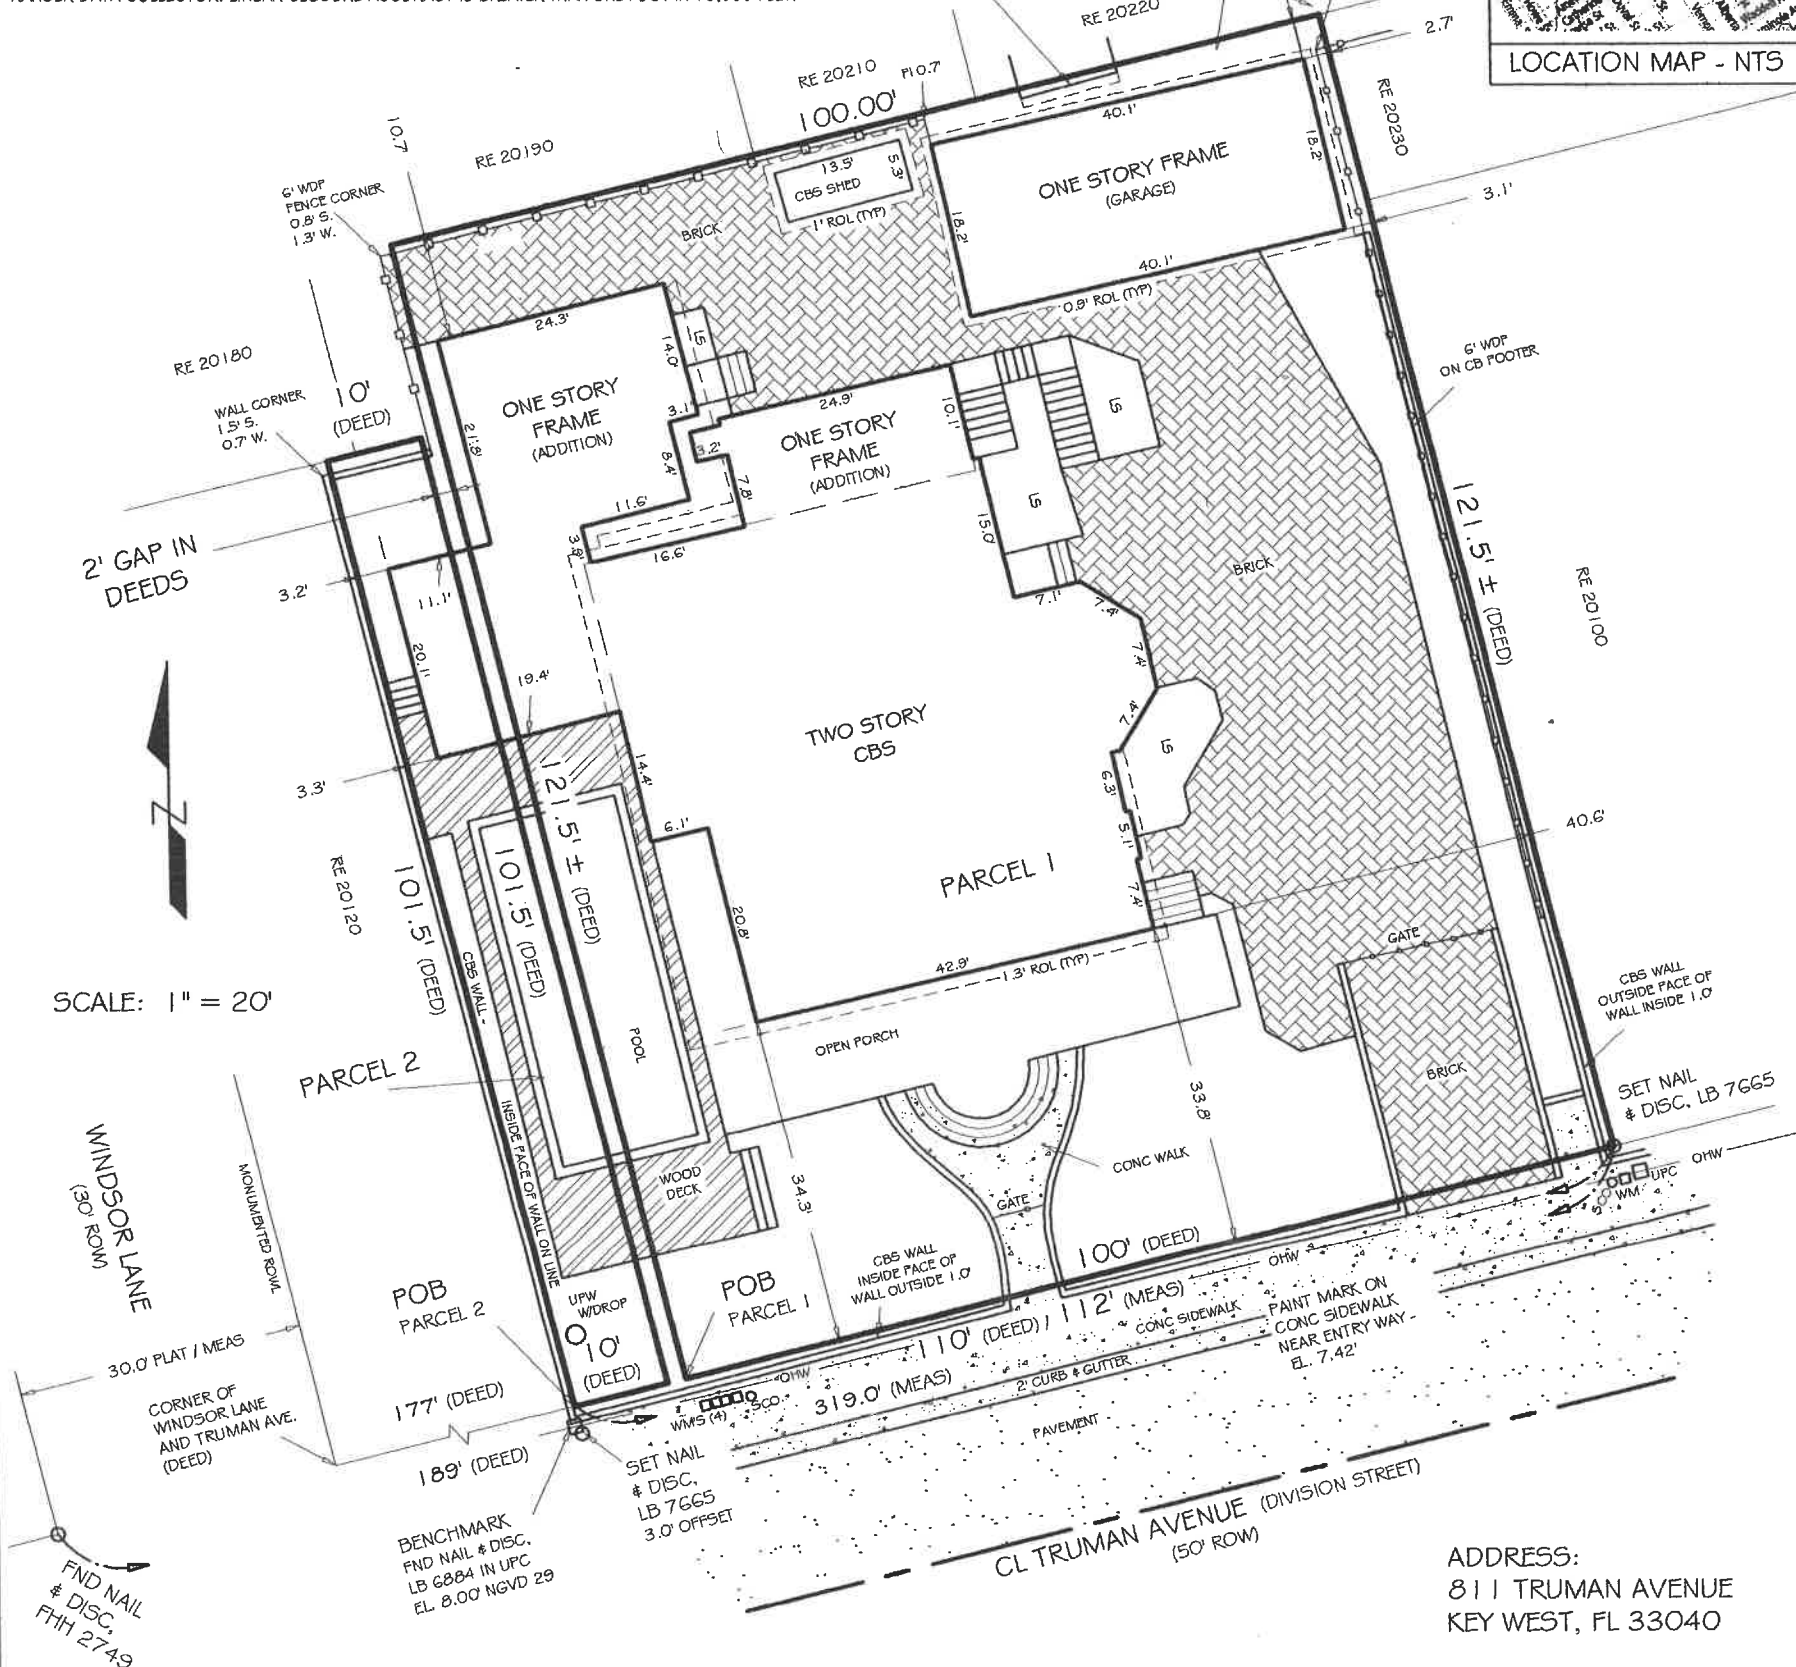 RE 20220
2.7'
LOCATION MAP - NTS
RE 20210
P10.7'
100.00'
10.7'
RE 20190
RE 20230
6' WDF
FENCE CORNER
0.8' S.
1.3' W.
13.5'
5.3'
CBS SHED
1' ROL (TYP)
BRICK
40.1'
18.2'
ONE STORY FRAME
(GARAGE)
18.2'
3.1'
40.1'
0.9' ROL (TYP)
24.3'
LS
14.0'
RE 20180
6' WDF
ON CB FOOTER
WALL CORNER
1.5' S.
0.7' W.
10'
(DEED)
ONE STORY
FRAME
(ADDITION)
21.8'
3.1'
3.2'
8.4'
7.8'
24.9'
10.1'
ONE STORY
FRAME
(ADDITION)
LS
LS
15.0'
11.6'
16.6'
2' GAP IN
DEEDS
3.2'
11.1'
20.1'
19.4'
BRICK
7.1'
7.4'
7.4'
7.4'
LS
121.5' ± (DEED)
RE 20100
TWO STORY
CBS
14.4'
6.3'
5.1'
7.4'
3.3'
6.1'
20.8'
40.6'
PARCEL 1
RE 20120
101.5' (DEED)
101.5' (DEED)
121.5' ± (DEED)
CBS WALL -
INSIDE FACE OF WALL ON LINE
GATE
42.9'
1.3' ROL (TYP)
CBS WALL
OUTSIDE FACE OF
WALL INSIDE 1.0'
SCALE: 1" = 20'
POOL
OPEN PORCH
PARCEL 2
BRICK
SET NAIL
& DISC, LB 7665
33.8'
WINDSOR LANE
(30' ROW)
MONUMENTED ROWL
CONC WALK
WOOD
DECK
34.3'
GATE
OHW
UPC
WM
100' (DEED)
OHW
CBS WALL
INSIDE FACE OF
WALL OUTSIDE 1.0'
POB
PARCEL 2
POB
PARCEL 1
UPW
W/DROP
10'
(DEED)
110' (DEED) / 112' (MEAS)
CONC SIDEWALK
PAINT MARK ON
CONC SIDEWALK
NEAR ENTRY WAY -
EL. 7.42'
30.0' PLAT / MEAS
CORNER OF
WINDSOR LANE
AND TRUMAN AVE.
(DEED)
177' (DEED)
189' (DEED)
OHW
WM'S (4)
SCO
319.0' (MEAS)
2' CURB & GUTTER
PAVEMENT
SET NAIL
& DISC,
LB 7665
3.0' OFFSET
BENCHMARK
FND NAIL & DISC,
LB 6884 IN UPC
EL 8.00' NGVD 29
CL TRUMAN AVENUE (DIVISION STREET)
(50' ROW)
FND NAIL
& DISC,
FHH 2749
ADDRESS:
811 TRUMAN AVENUE
KEY WEST, FL 33040